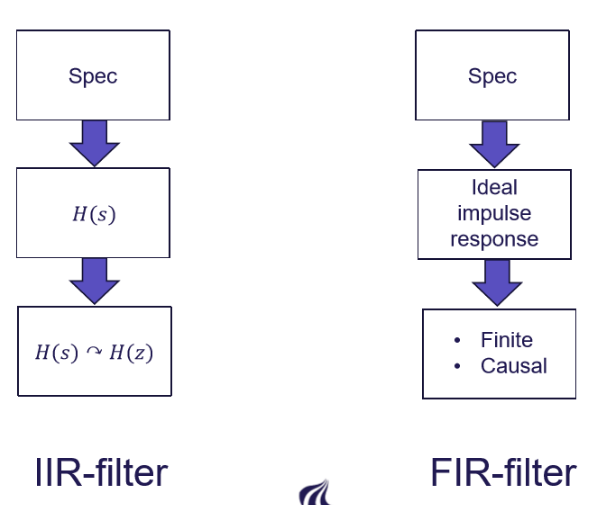 Spec
H(s)
H(s) ↷ H(z)
IIR-filter
Spec
Ideal
impulse
response
• Finite
• Causal
FIR-filter